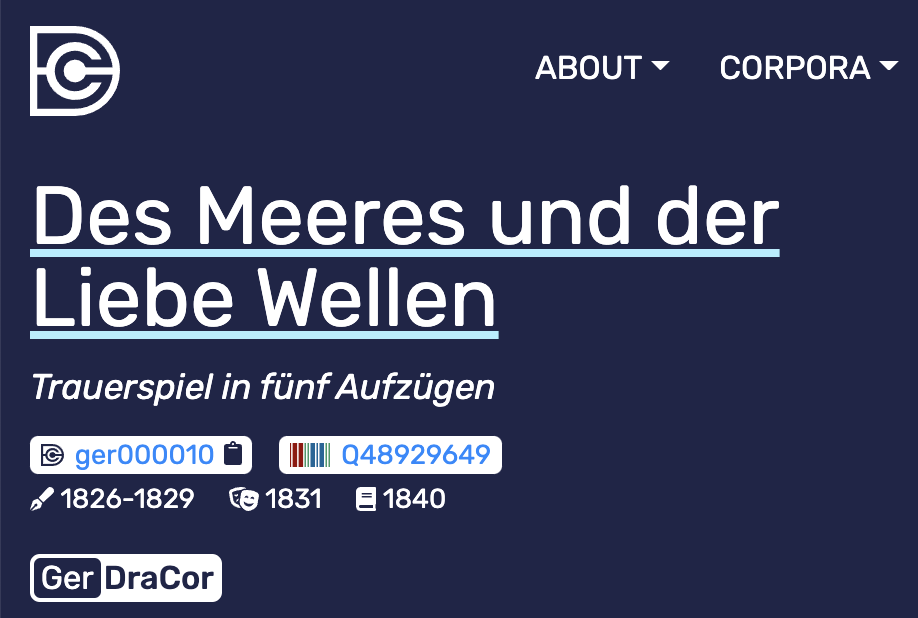 ABOUT CORPORA
Des Meeres und der
Liebe Wellen
Trauerspiel in fünf Aufzügen
ger000010 Q48929649
1826-1829 1831 1840
Ger DraCor